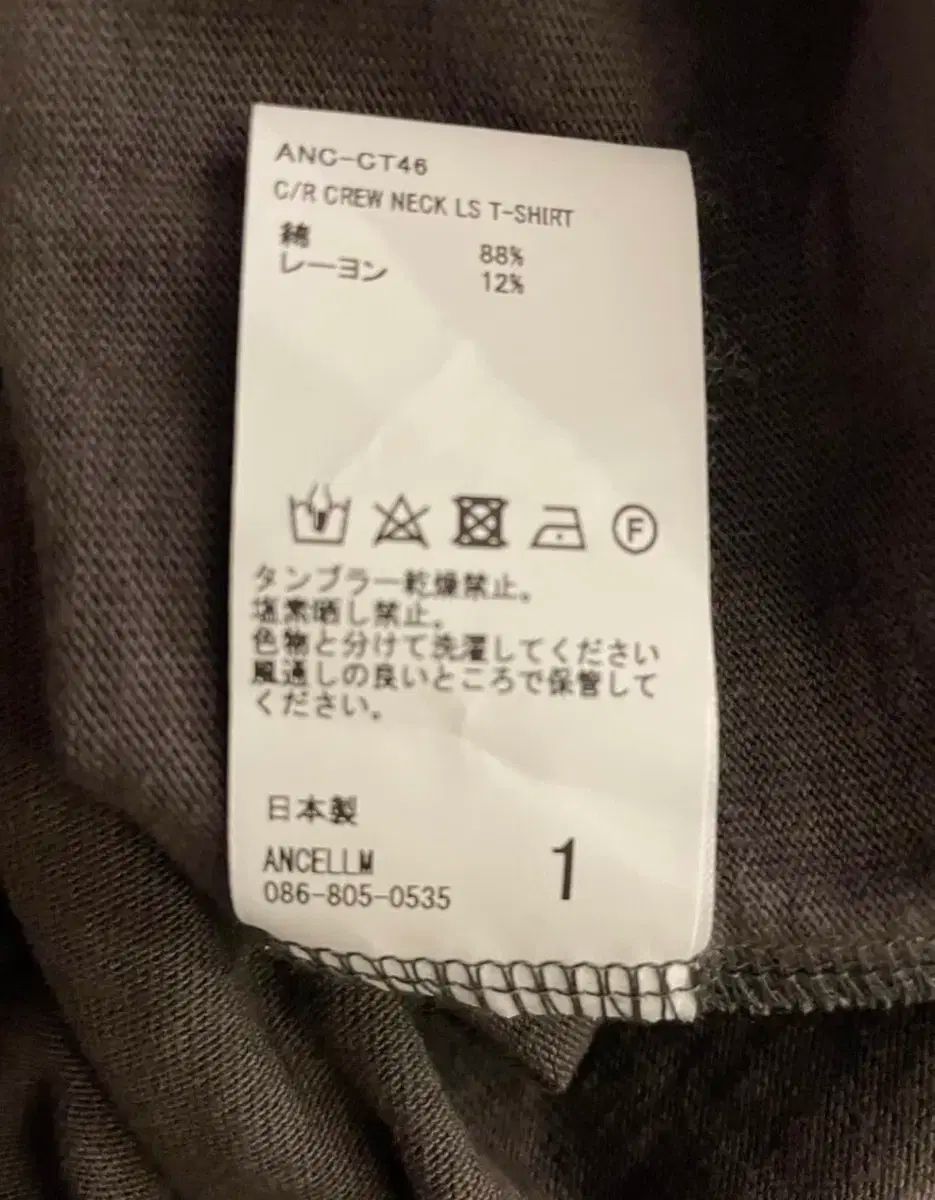 ANC-CT46
C/R CREW NECK LS T-SHIRT
綿 88%
レーヨン 12%
F
タンブラー乾燥禁止。
塩素晒し禁止。
色物と分けて洗濯してください
風通しの良いところで保管して
ください。
日本製
ANCELLM 1
086-805-0535